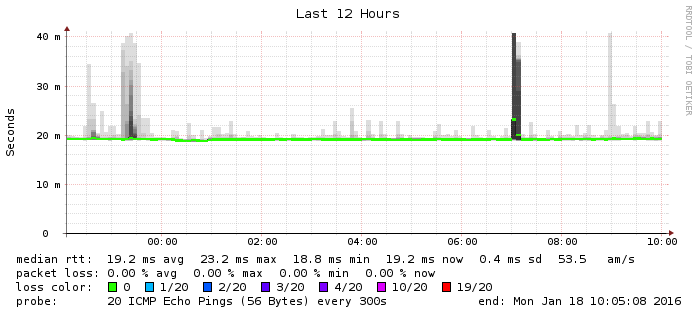 Last 12 Hours
RRDTOOL / TOBI OETIKER
Seconds
40 m
30 m
20 m
10 m
0
00:00 02:00 04:00 06:00 08:00 10:00
median rtt: 19.2 ms avg 23.2 ms max 18.8 ms min 19.2 ms now 0.4 ms sd 53.5 am/s
packet loss: 0.00 % avg 0.00 % max 0.00 % min 0.00 % now
loss color: 0 1/20 2/20 3/20 4/20 10/20 19/20
probe: 20 ICMP Echo Pings (56 Bytes) every 300s end: Mon Jan 18 10:05:08 2016